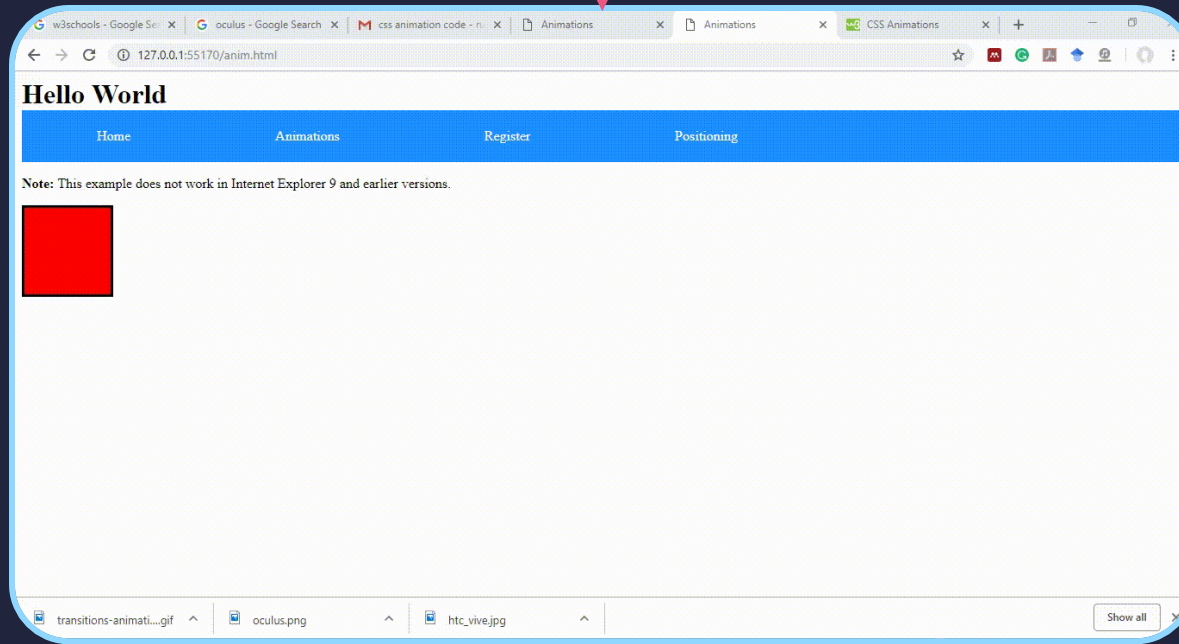 w3schools - Google Se
oculus - Google Search
css animation code - n
Animations
Animations
CSS Animations
127.0.0.1:55170/anim.html
Hello World
Home Animations Register Positioning
Note: This example does not work in Internet Explorer 9 and earlier versions.
transitions-animati....gif
oculus.png
htc_vive.jpg
Show all